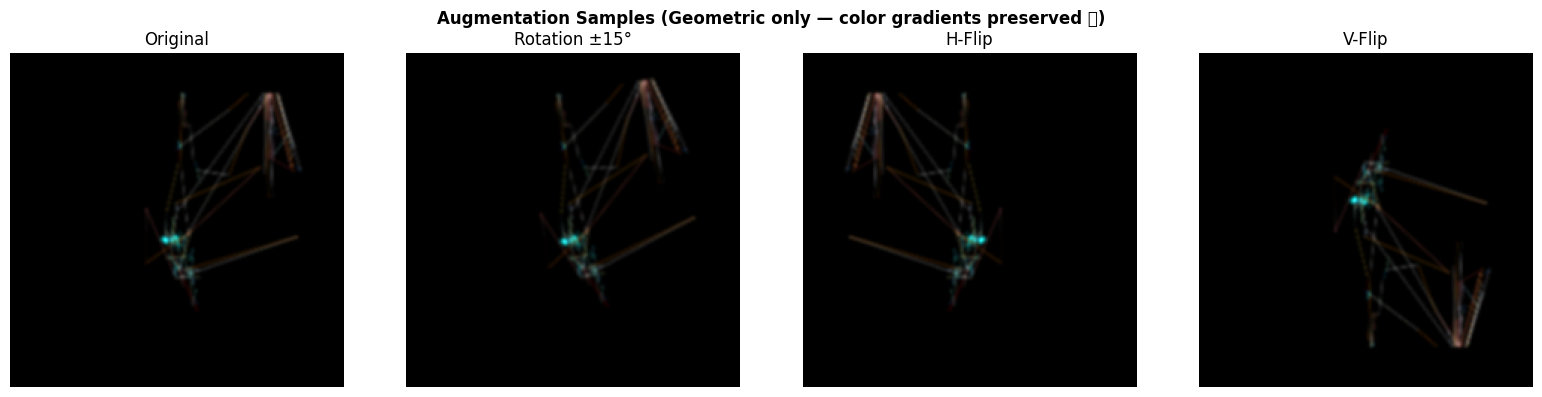 Augmentation Samples (Geometric only — color gradients preserved ▯)
Original
Rotation ±15°
H-Flip
V-Flip